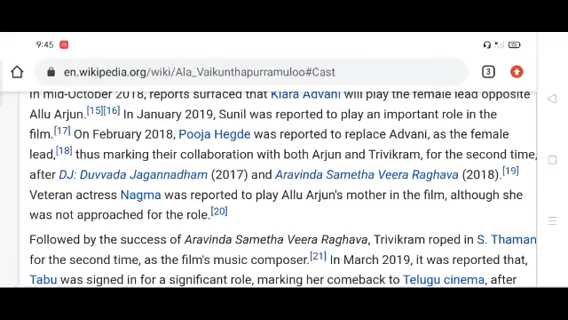 9:45
en.wikipedia.org/wiki/Ala_Vaikunthapurramuloo#Cast
3
In mid-October 2018, reports surfaced that Kiara Advani will play the female lead opposite
Allu Arjun.[15][16] In January 2019, Sunil was reported to play an important role in the
film.[17] On February 2018, Pooja Hegde was reported to replace Advani, as the female
lead,[18] thus marking their collaboration with both Arjun and Trivikram, for the second time,
after DJ: Duvvada Jagannadham (2017) and Aravinda Sametha Veera Raghava (2018).[19]
Veteran actress Nagma was reported to play Allu Arjun's mother in the film, although she
was not approached for the role.[20]
Followed by the success of Aravinda Sametha Veera Raghava, Trivikram roped in S. Thaman
for the second time, as the film's music composer.[21] In March 2019, it was reported that,
Tabu was signed in for a significant role, marking her comeback to Telugu cinema, after